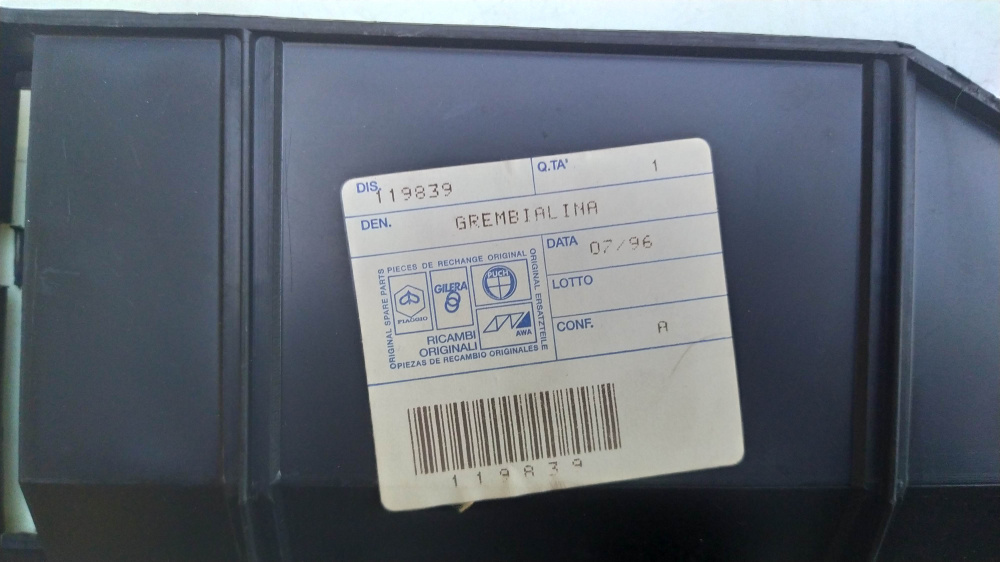 DIS. 119839
Q.TA' 1
DEN. GREMBIALINA
DATA 07/96
LOTTO
CONF. A
PIECES DE RECHANGE ORIGINAL
ORIGINAL SPARE PARTS
ORIGINAL ERSATZTEILE
PIAGGIO
GILERA
PUCH
AWA
RICAMBI
ORIGINALI
PIEZAS DE RECAMBIO ORIGINALES
119839